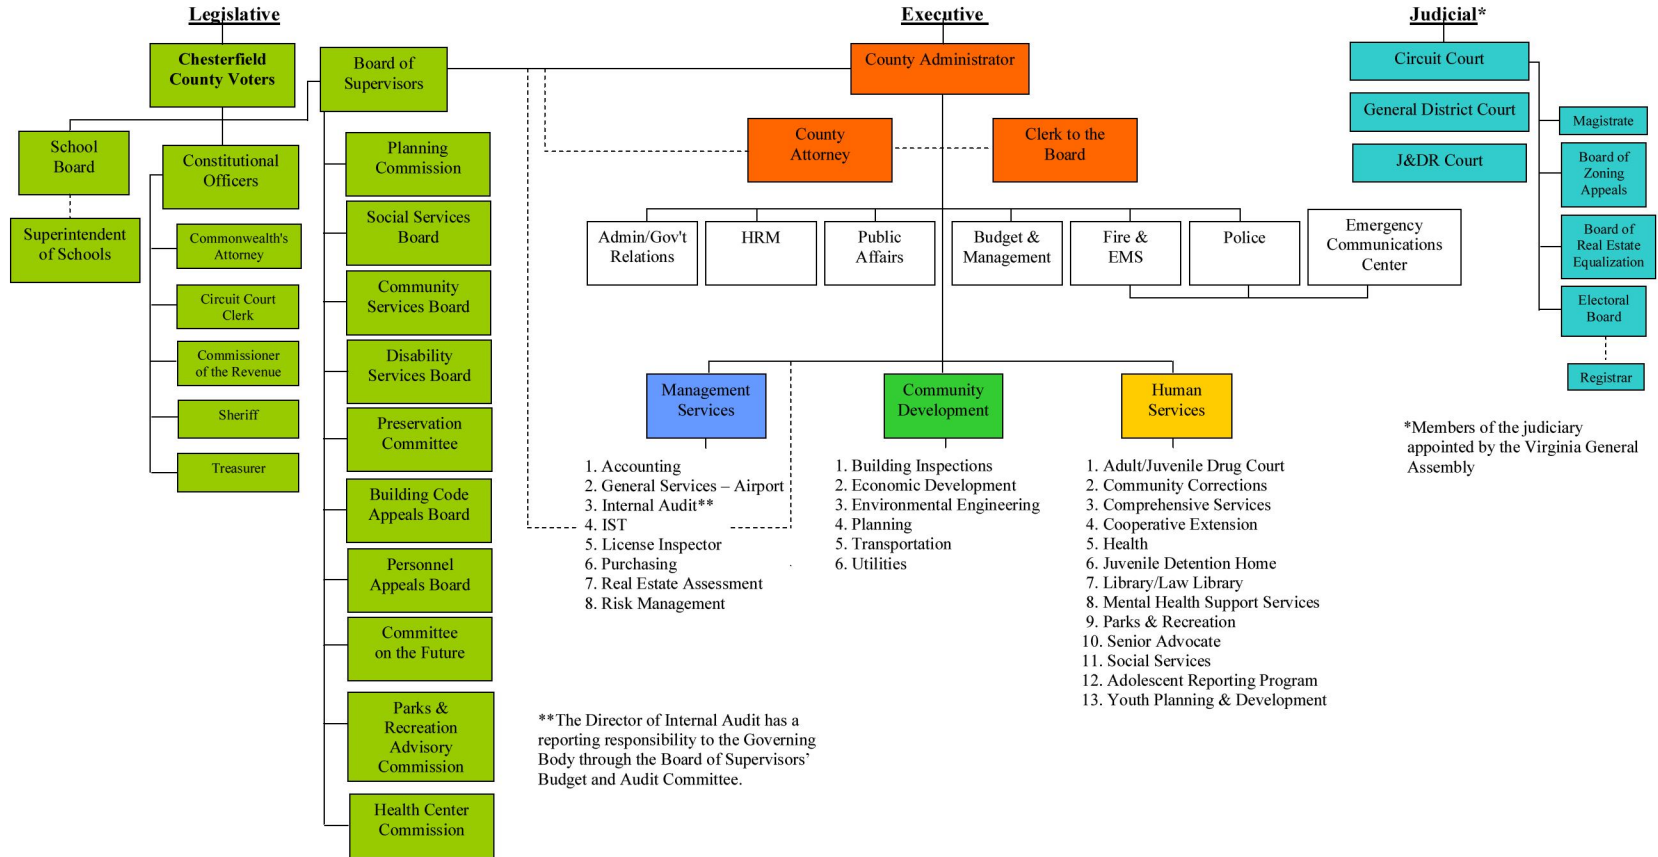 Legislative
Chesterfield
County Voters
Board of
Supervisors
School
Board
Superintendent
of Schools
Constitutional
Officers
Commonwealth's
Attorney
Circuit Court
Clerk
Commissioner
of the Revenue
Sheriff
Treasurer
Planning
Commission
Social Services
Board
Community
Services Board
Disability
Services Board
Preservation
Committee
Building Code
Appeals Board
Personnel
Appeals Board
Committee
on the Future
Parks &
Recreation
Advisory
Commission
Health Center
Commission
Executive
County Administrator
County
Attorney
Clerk to the
Board
Admin/Gov't
Relations
HRM
Public
Affairs
Budget &
Management
Fire &
EMS
Police
Emergency
Communications
Center
Management
Services
1. Accounting
2. General Services – Airport
3. Internal Audit**
4. IST
5. License Inspector
6. Purchasing
7. Real Estate Assessment
8. Risk Management
Community
Development
1. Building Inspections
2. Economic Development
3. Environmental Engineering
4. Planning
5. Transportation
6. Utilities
Human
Services
1. Adult/Juvenile Drug Court
2. Community Corrections
3. Comprehensive Services
4. Cooperative Extension
5. Health
6. Juvenile Detention Home
7. Library/Law Library
8. Mental Health Support Services
9. Parks & Recreation
10. Senior Advocate
11. Social Services
12. Adolescent Reporting Program
13. Youth Planning & Development
**The Director of Internal Audit has a
reporting responsibility to the Governing
Body through the Board of Supervisors’
Budget and Audit Committee.
Judicial*
Circuit Court
General District Court
J&DR Court
Magistrate
Board of
Zoning
Appeals
Board of
Real Estate
Equalization
Electoral
Board
Registrar
*Members of the judiciary
appointed by the Virginia General
Assembly